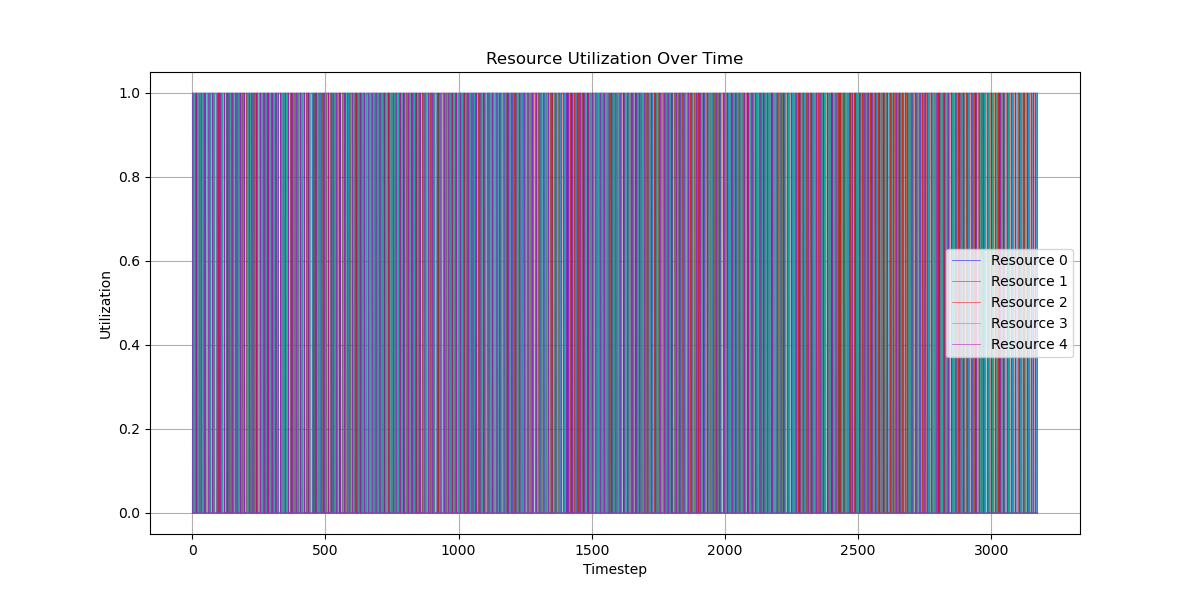 Resource Utilization Over Time
1.0
0.8
0.6
0.4
0.2
0.0
Utilization
Resource 0
Resource 1
Resource 2
Resource 3
Resource 4
0 500 1000 1500 2000 2500 3000
Timestep